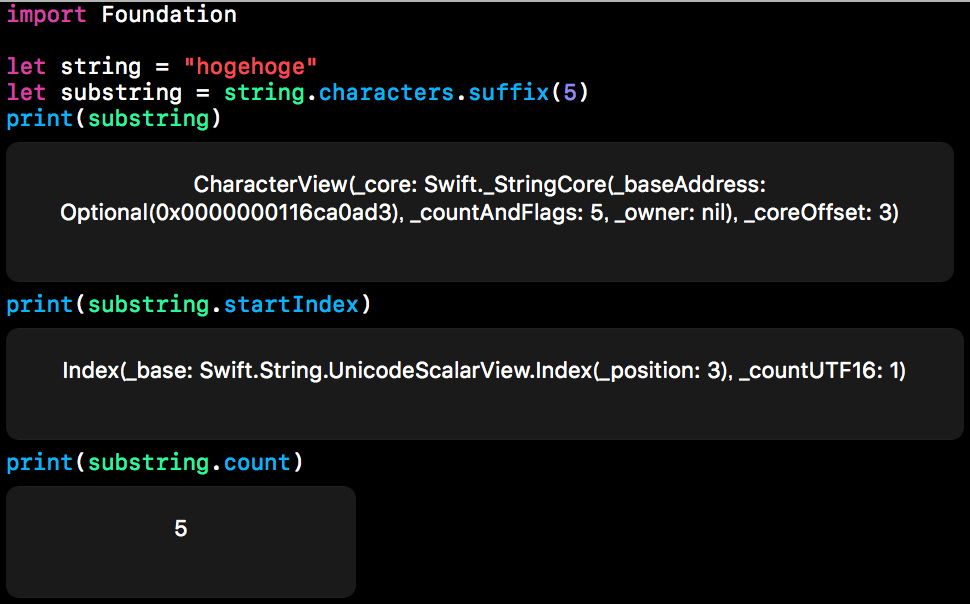 import Foundation
let string = "hogehoge"
let substring = string.characters.suffix(5)
print(substring)
CharacterView(_core: Swift._StringCore(_baseAddress:
Optional(0x0000000116ca0ad3), _countAndFlags: 5, _owner: nil), _coreOffset: 3)
print(substring.startIndex)
Index(_base: Swift.String.UnicodeScalarView.Index(_position: 3), _countUTF16: 1)
print(substring.count)
5